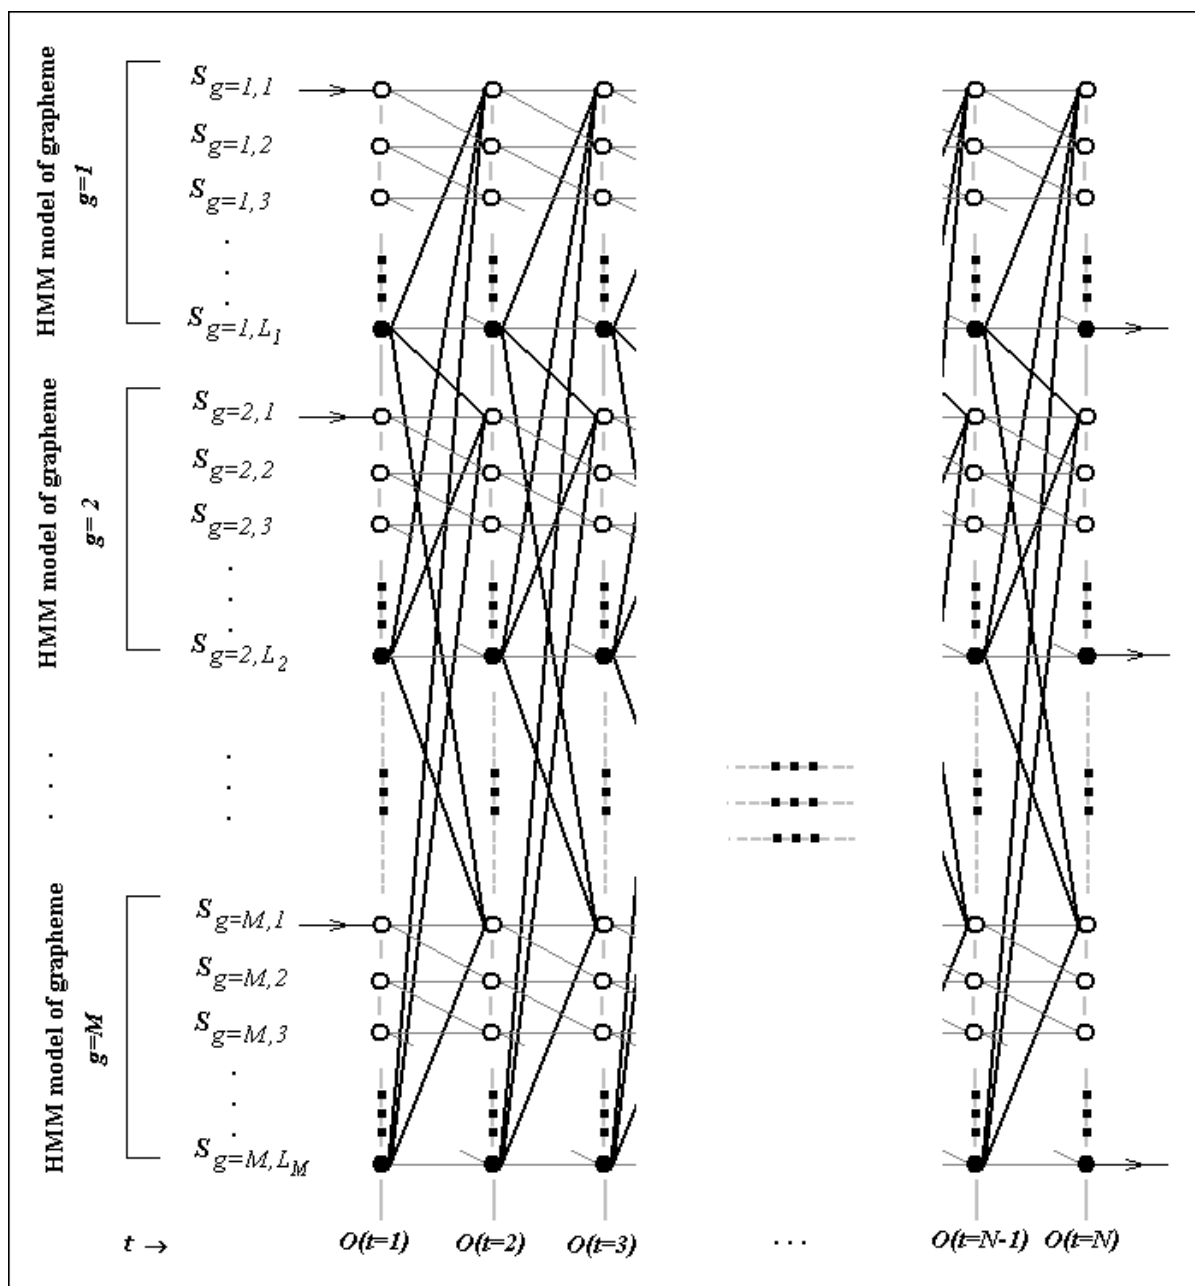 HMM model of grapheme
g=1
S g=1,1
S g=1,2
S g=1,3
. . .
S g=1,L1
HMM model of grapheme
g=2
S g=2,1
S g=2,2
S g=2,3
. . .
S g=2,L2
. . .
. . .
HMM model of grapheme
g=M
S g=M,1
S g=M,2
S g=M,3
. . .
S g=M,LM
t → O(t=1) O(t=2) O(t=3) ... O(t=N-1) O(t=N)